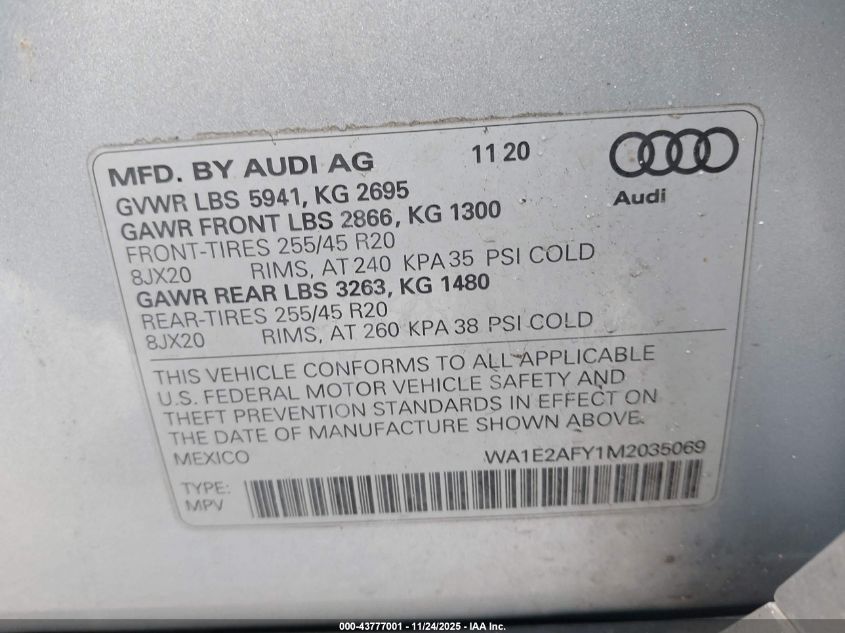 MFD. BY AUDI AG 11 20
Audi
GVWR LBS 5941, KG 2695
GAWR FRONT LBS 2866, KG 1300
FRONT-TIRES 255/45 R20
8JX20 RIMS, AT 240 KPA 35 PSI COLD
GAWR REAR LBS 3263, KG 1480
REAR-TIRES 255/45 R20
8JX20 RIMS, AT 260 KPA 38 PSI COLD
THIS VEHICLE CONFORMS TO ALL APPLICABLE
U.S. FEDERAL MOTOR VEHICLE SAFETY AND
THEFT PREVENTION STANDARDS IN EFFECT ON
THE DATE OF MANUFACTURE SHOWN ABOVE.
MEXICO WA1E2AFY1M2035069
TYPE:
MPV
000-43777001 - 11/24/2025 - IAA Inc.